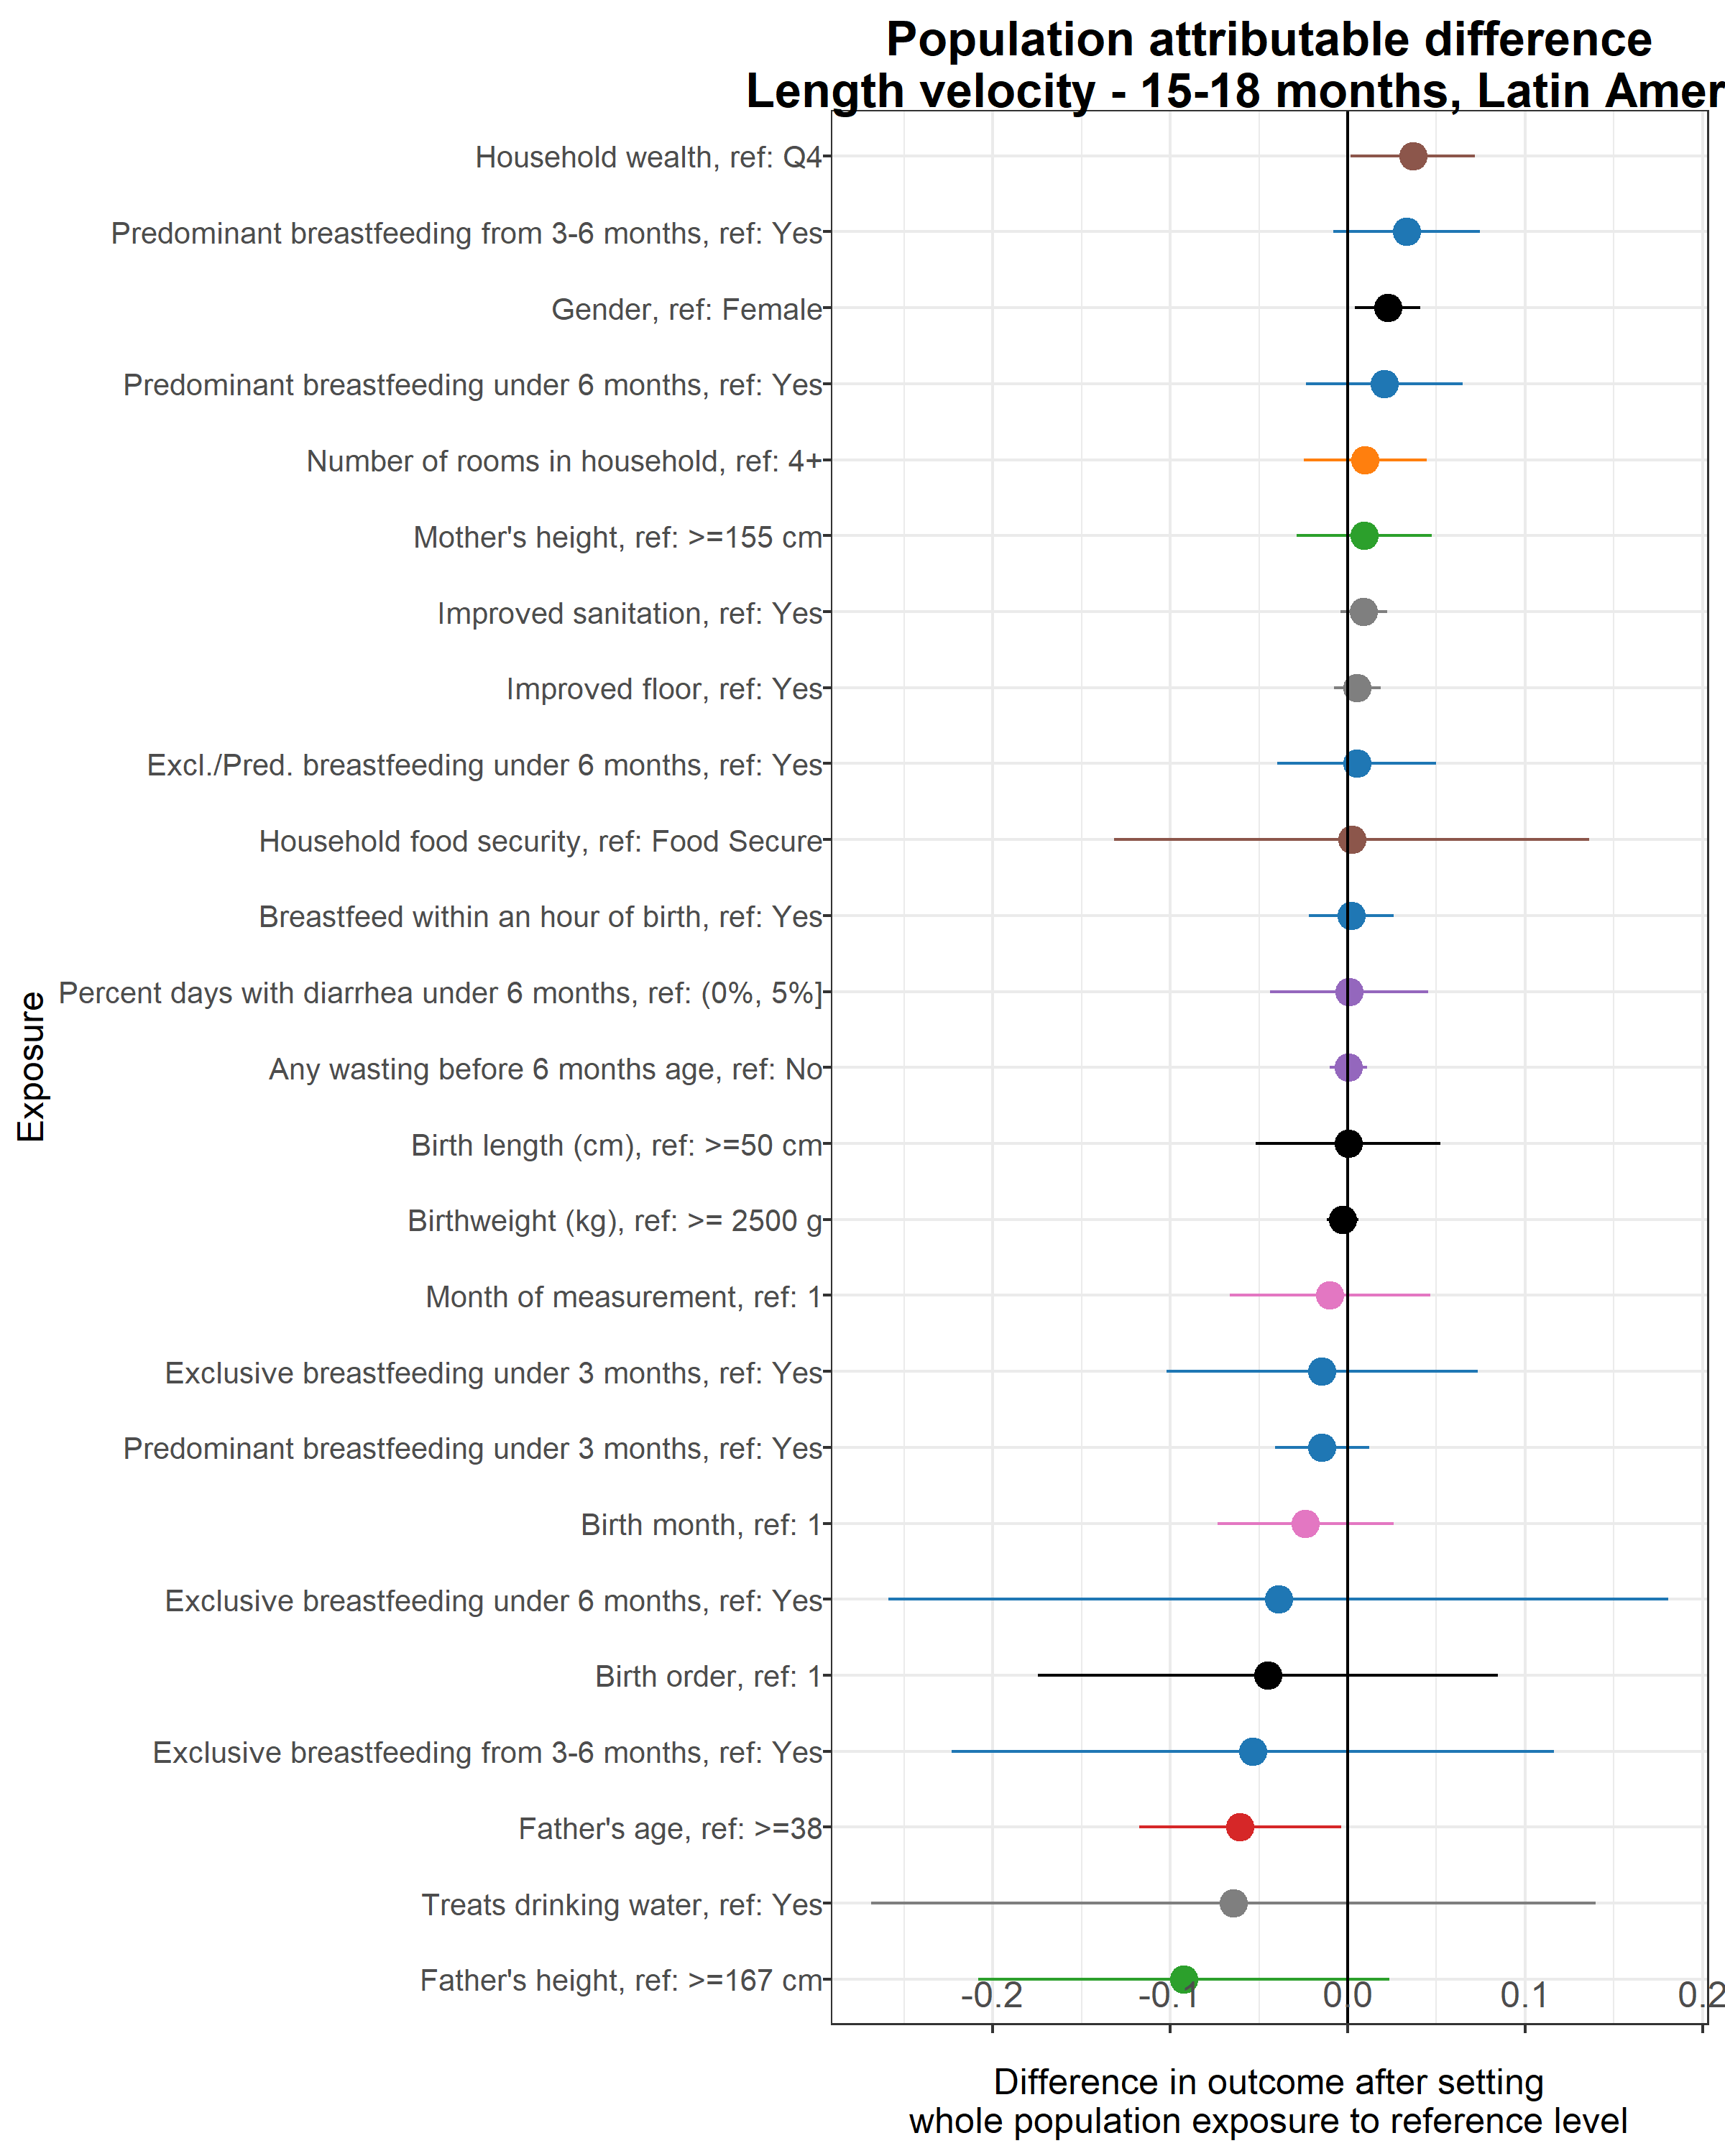 Population attributable difference
Length velocity - 15-18 months, Latin Amer
Household wealth, ref: Q4
Predominant breastfeeding from 3-6 months, ref: Yes
Gender, ref: Female
Predominant breastfeeding under 6 months, ref: Yes
Number of rooms in household, ref: 4+
Mother's height, ref: >=155 cm
Improved sanitation, ref: Yes
Improved floor, ref: Yes
Excl./Pred. breastfeeding under 6 months, ref: Yes
Household food security, ref: Food Secure
Breastfeed within an hour of birth, ref: Yes
Percent days with diarrhea under 6 months, ref: (0%, 5%]
Any wasting before 6 months age, ref: No
Birth length (cm), ref: >=50 cm
Birthweight (kg), ref: >= 2500 g
Month of measurement, ref: 1
Exclusive breastfeeding under 3 months, ref: Yes
Predominant breastfeeding under 3 months, ref: Yes
Birth month, ref: 1
Exclusive breastfeeding under 6 months, ref: Yes
Birth order, ref: 1
Exclusive breastfeeding from 3-6 months, ref: Yes
Father's age, ref: >=38
Treats drinking water, ref: Yes
Father's height, ref: >=167 cm
Exposure
-0.2 -0.1 0.0 0.1 0.2
Difference in outcome after setting
whole population exposure to reference level